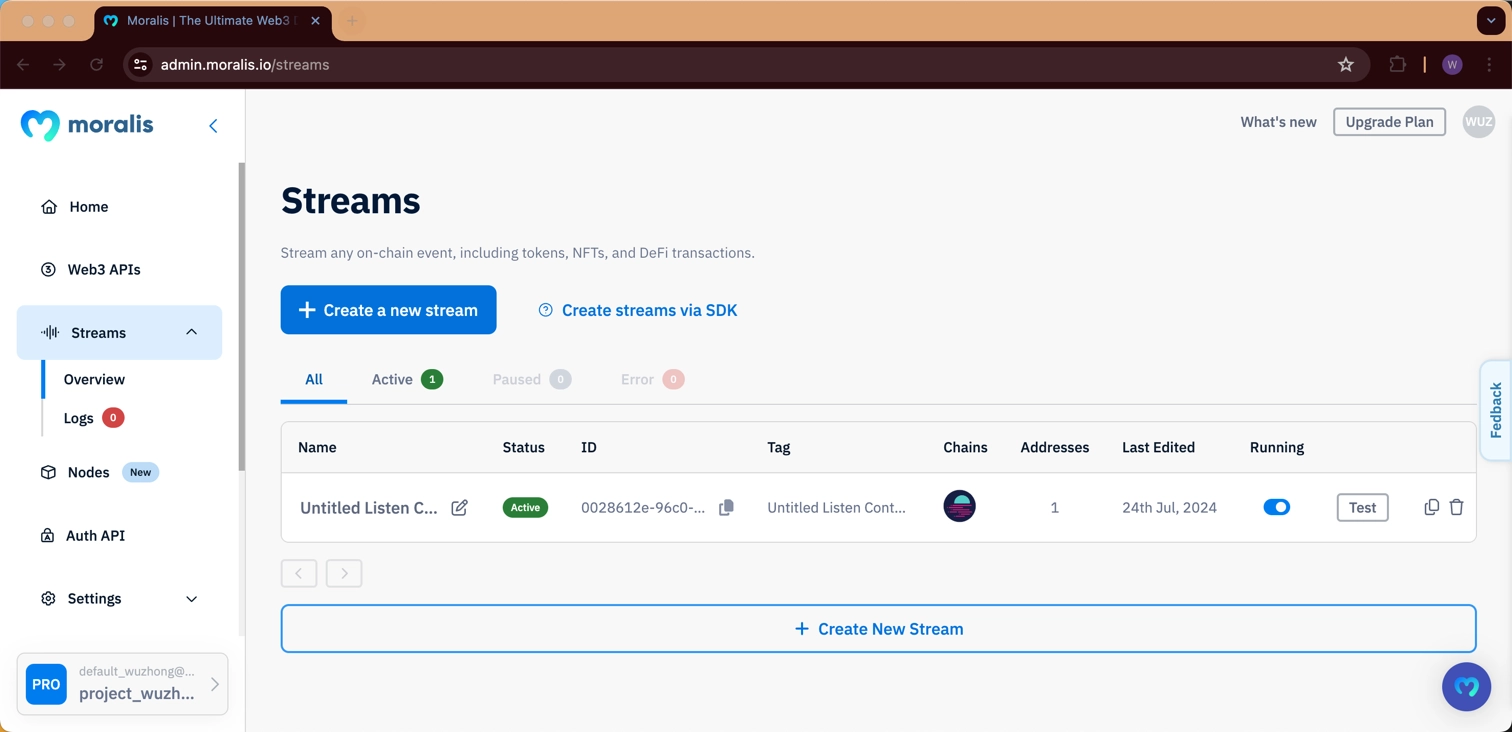 Moralis | The Ultimate Web3
admin.moralis.io/streams
W
moralis
What's new
Upgrade Plan
WUZ
Home
Web3 APIs
Streams
Overview
Logs 0
Nodes New
Auth API
Settings
PRO
default_wuzhong@...
project_wuzh...
Streams
Stream any on-chain event, including tokens, NFTs, and DeFi transactions.
+ Create a new stream
Create streams via SDK
All
Active 1
Paused 0
Error 0
Name Status ID Tag Chains Addresses Last Edited Running
Untitled Listen C... Active 0028612e-96c0-... Untitled Listen Cont... 1 24th Jul, 2024 Test
+ Create New Stream
Feedback